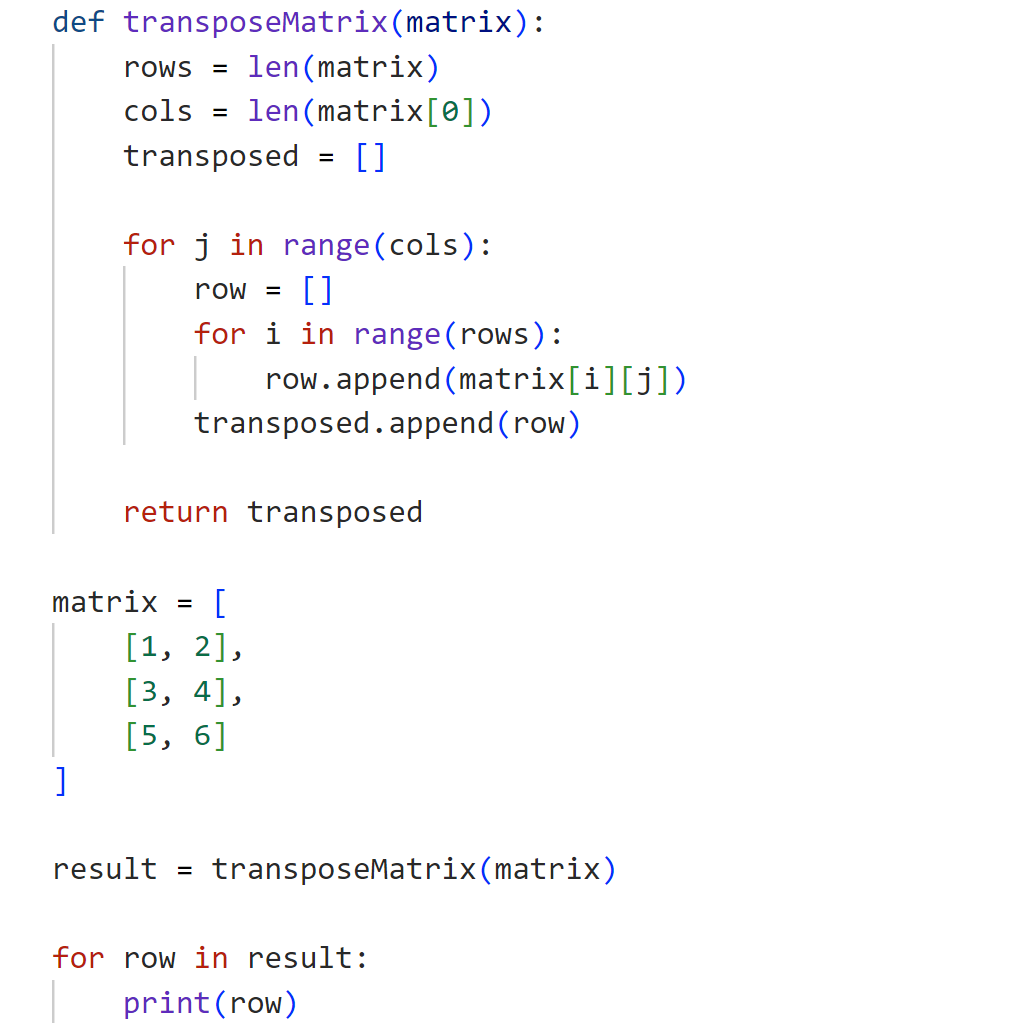 def transposeMatrix(matrix):
    rows = len(matrix)
    cols = len(matrix[0])
    transposed = []

    for j in range(cols):
        row = []
        for i in range(rows):
            row.append(matrix[i][j])
        transposed.append(row)

    return transposed

matrix = [
    [1, 2],
    [3, 4],
    [5, 6]
]

result = transposeMatrix(matrix)

for row in result:
    print(row)